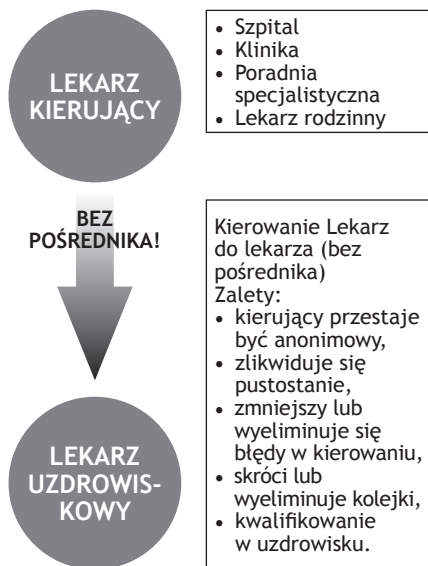 LEKARZ
KIERUJĄCY
• Szpital
• Klinika
• Poradnia
specjalistyczna
• Lekarz rodzinny
BEZ
POŚREDNIKA!
Kierowanie Lekarz
do lekarza (bez
pośrednika)
Zalety:
• kierujący przestaje
być anonimowy,
• zlikwiduje się
pustostanie,
• zmniejszy lub
wyeliminuje się
błędy w kierowaniu,
• skróci lub
wyeliminuje kolejki,
• kwalifikowanie
w uzdrowisku.
LEKARZ
UZDROWIS-
KOWY